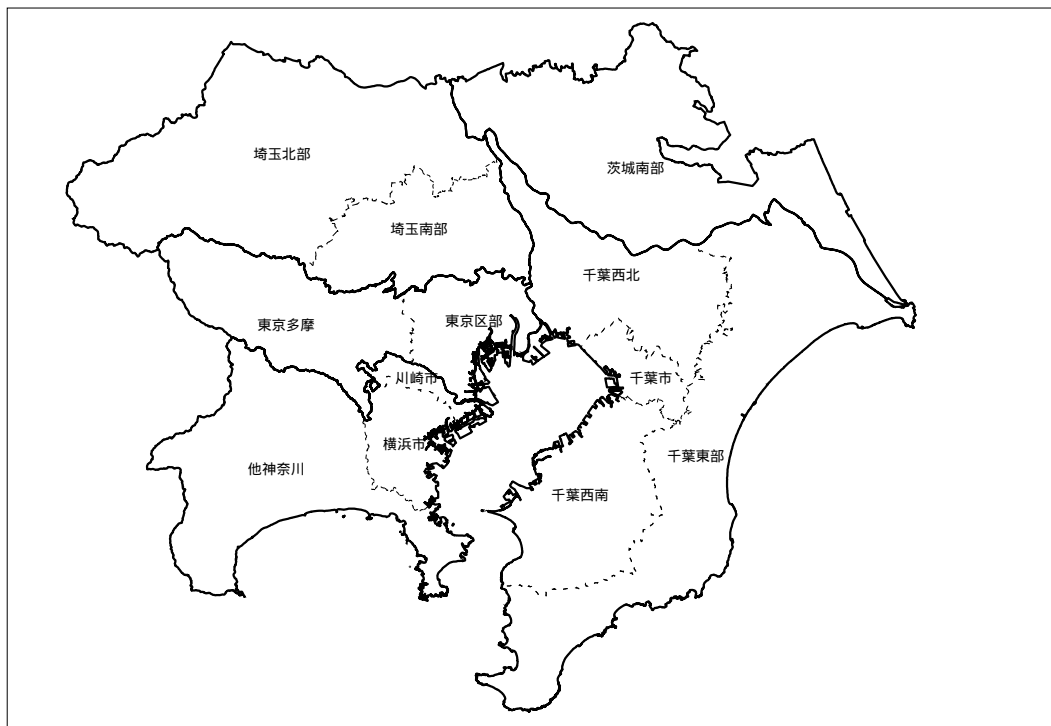 埼玉北部
茨城南部
埼玉南部
千葉西北
東京多摩
東京区部
川崎市
千葉市
横浜市
千葉東部
他神奈川
千葉西南